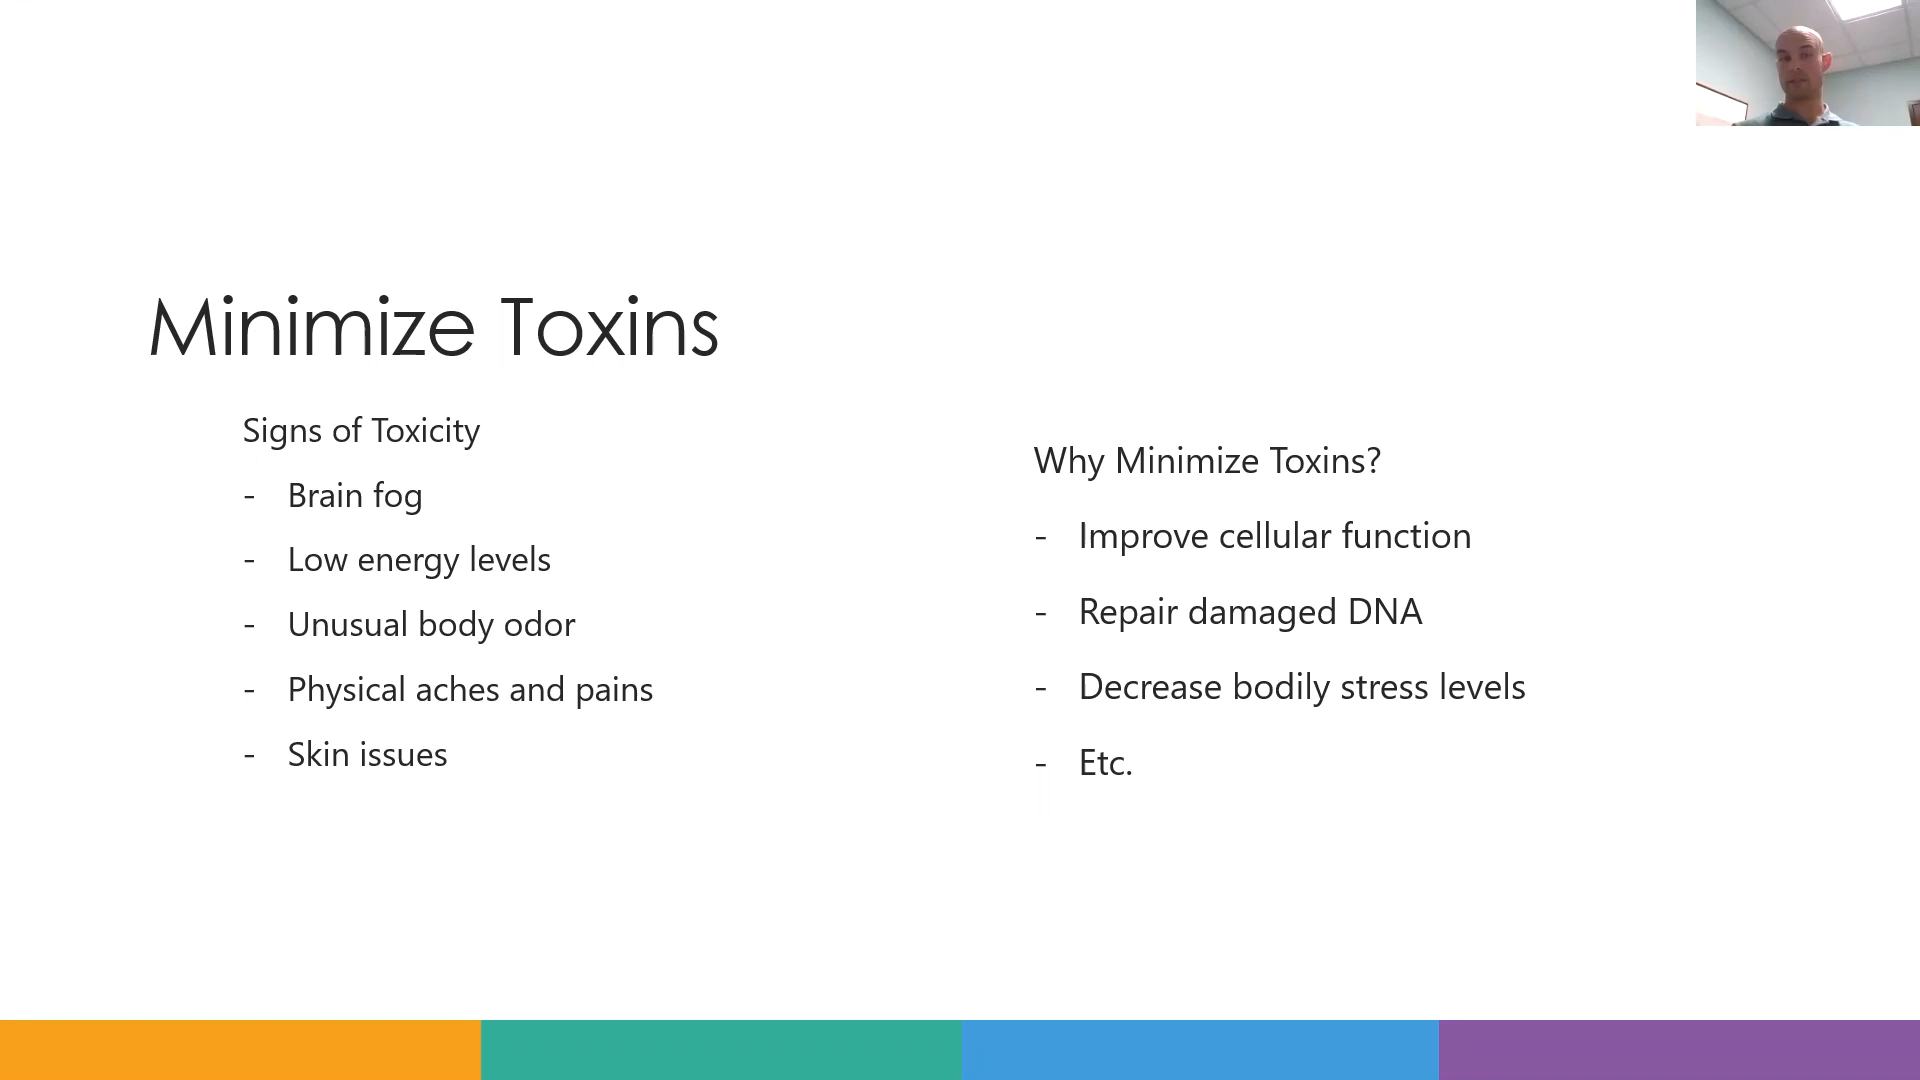 Minimize Toxins
Signs of Toxicity
- Brain fog
- Low energy levels
- Unusual body odor
- Physical aches and pains
- Skin issues
Why Minimize Toxins?
- Improve cellular function
- Repair damaged DNA
- Decrease bodily stress levels
- Etc.